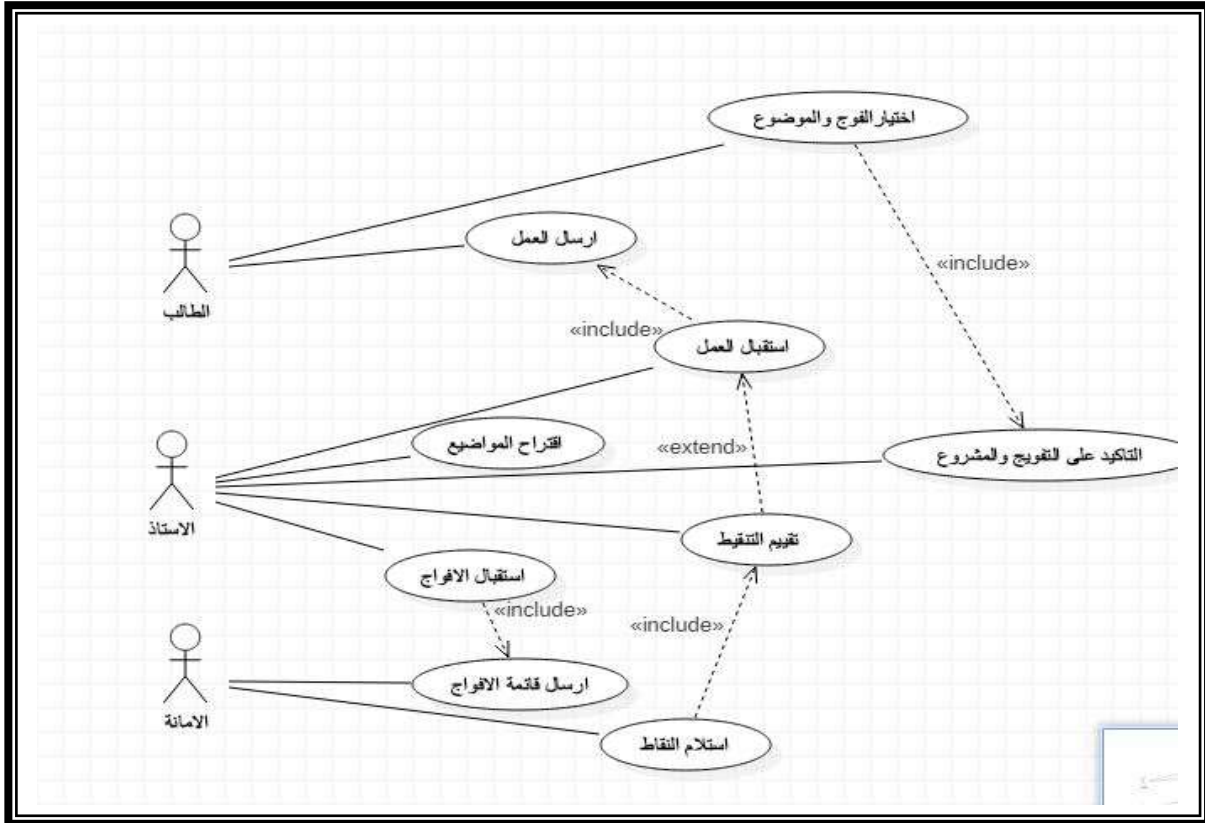 اختيار الفوج والموضوع
ارسال العمل
«include»
الطالب
«include»
استقبال العمل
اقتراح المواضيع
«extend»
التاكيد على التفويج والمشروع
الاستاذ
تقييم التنقيط
استقبال الافواج
«include»
«include»
ارسال قائمة الافواج
الامانة
استلام النقاط